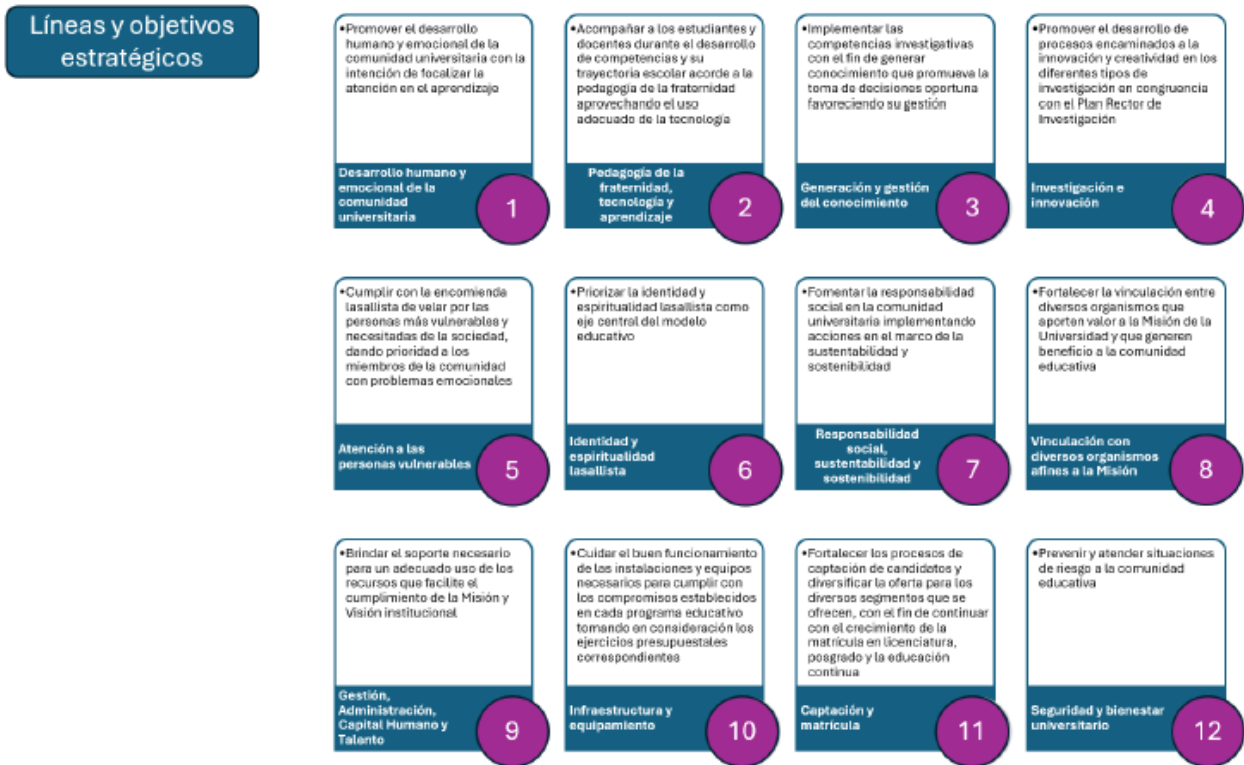 Líneas y objetivos
estratégicos
•Promover el desarrollo
humano y emocional de la
comunidad universitaria con la
intención de focalizar la
atención en el aprendizaje
Desarrollo humano y
emocional de la
comunidad
universitaria
1
•Acompañar a los estudiantes y
docentes durante el desarrollo
de competencias y su
trayectoria escolar acorde a la
pedagogía de la fraternidad
aprovechando el uso
adecuado de la tecnología
Pedagogía de la
fraternidad,
tecnología y
aprendizaje
2
•Implementar las
competencias investigativas
con el fin de generar
conocimiento que promueva la
toma de decisiones oportuna
favoreciendo su gestión
Generación y gestión
del conocimiento
3
•Promover el desarrollo de
procesos encaminados a la
innovación y creatividad en los
diferentes tipos de
investigación en congruencia
con el Plan Rector de
Investigación
Investigación e
innovación
4
•Cumplir con la encomienda
lasallista de velar por las
personas más vulnerables y
necesitadas de la sociedad,
dando prioridad a los
miembros de la comunidad
con problemas emocionales
Atención a las
personas vulnerables
5
•Priorizar la identidad y
espiritualidad lasallista como
eje central del modelo
educativo
Identidad y
espiritualidad
lasallista
6
•Fomentar la responsabilidad
social en la comunidad
universitaria implementando
acciones en el marco de la
sustentabilidad y
sostenibilidad
Responsabilidad
social,
sustentabilidad y
sostenibilidad
7
•Fortalecer la vinculación entre
diversos organismos que
aporten valor a la Misión de la
Universidad y que generen
beneficio a la comunidad
educativa
Vinculación con
diversos organismos
afines a la Misión
8
•Brindar el soporte necesario
para un adecuado uso de los
recursos que facilite el
cumplimiento de la Misión y
Visión institucional
Gestión,
Administración,
Capital Humano y
Talento
9
•Cuidar el buen funcionamiento
de las instalaciones y equipos
necesarios para cumplir con
los compromisos establecidos
en cada programa educativo
tomando en consideración los
ejercicios presupuestales
correspondientes
Infraestructura y
equipamiento
10
•Fortalecer los procesos de
captación de candidatos y
diversificar la oferta para los
diversos segmentos que se
ofrecen, con el fin de continuar
con el crecimiento de la
matrícula en licenciatura,
posgrado y la educación
continua
Captación y
matrícula
11
•Prevenir y atender situaciones
de riesgo a la comunidad
educativa
Seguridad y bienestar
universitario
12